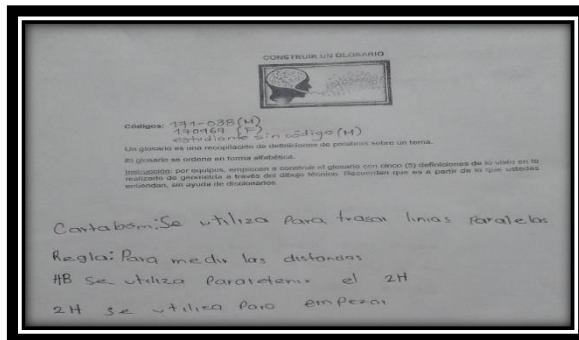 CONSTRUIR UN GLOSARIO
Códigos: 171-038 (M)
170969 (F)
estudiante sin código (M)
Un glosario es una recopilación de definiciones de palabras sobre un tema.
El glosario se ordena en forma alfabética.
Instrucción: por equipos, empiecen a construir el glosario con cinco (5) definiciones de lo visto en lo
realizado de geometría a través del dibujo técnico. Recuerden que es a partir de lo que ustedes
entiendan, sin ayuda de diccionarios.
Cartabom: Se utiliza Para trasar linias Paralelas
Regla: Para medir las distancias
HB se utiliza Para el 2H
2H se utiliza Para empezar